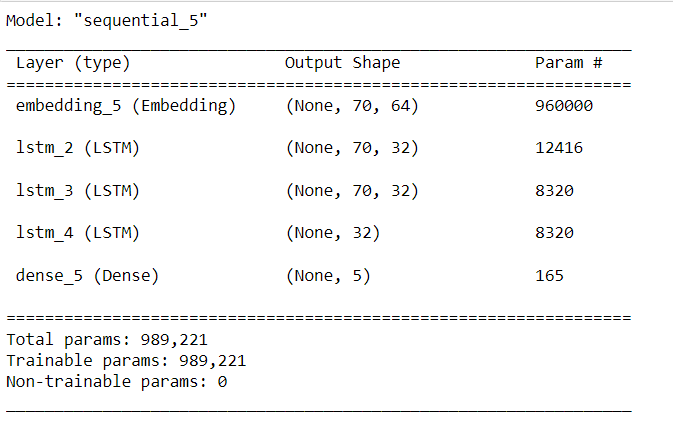 Model: "sequential_5"
_________________________________________________________________
Layer (type) Output Shape Param #
=================================================================
embedding_5 (Embedding) (None, 70, 64) 960000
lstm_2 (LSTM) (None, 70, 32) 12416
lstm_3 (LSTM) (None, 70, 32) 8320
lstm_4 (LSTM) (None, 32) 8320
dense_5 (Dense) (None, 5) 165
=================================================================
Total params: 989,221
Trainable params: 989,221
Non-trainable params: 0
_________________________________________________________________